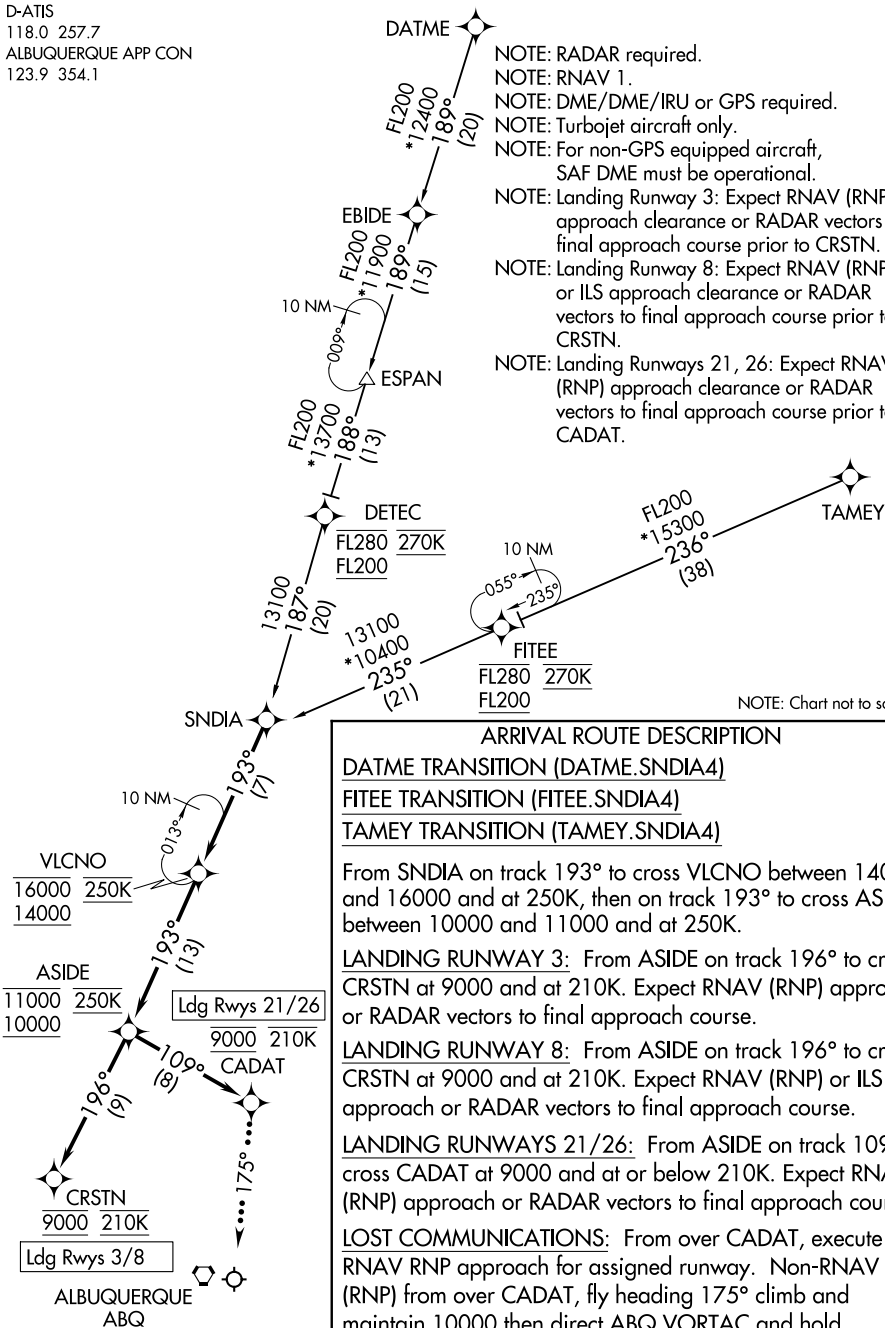 D-ATIS
118.0 257.7
ALBUQUERQUE APP CON
123.9 354.1
DATME
NOTE: RADAR required.
NOTE: RNAV 1.
NOTE: DME/DME/IRU or GPS required.
NOTE: Turbojet aircraft only.
NOTE: For non-GPS equipped aircraft,
SAF DME must be operational.
NOTE: Landing Runway 3: Expect RNAV (RNP
approach clearance or RADAR vectors
final approach course prior to CRSTN.
NOTE: Landing Runway 8: Expect RNAV (RNP
or ILS approach clearance or RADAR
vectors to final approach course prior
CRSTN.
NOTE: Landing Runways 21, 26: Expect
(RNP) approach clearance or RADAR
vectors to final approach course prior
CADAT.
FL200
*12400
189°
(20)
EBIDE
FL200
*11900
189°
(15)
10 NM
009°
ESPAN
FL200
*13700
188°
(13)
DETEC
FL280 270K
FL200
TAMEY
FL200
*15300
236°
(38)
10 NM
055°
235°
FITEE
FL280 270K
FL200
13100
187°
(20)
13100
*10400
235°
(21)
NOTE: Chart not to
SNDIA
193°
(7)
10 NM
013°
VLCNO
16000 250K
14000
193°
(13)
ASIDE
11000 250K
10000
Ldg Rwys 21/26
9000 210K
CADAT
109°
(8)
196°
(9)
175°
CRSTN
9000 210K
Ldg Rwys 3/8
ALBUQUERQUE
ABQ
ARRIVAL ROUTE DESCRIPTION
DATME TRANSITION (DATME.SNDIA4)
FITEE TRANSITION (FITEE.SNDIA4)
TAMEY TRANSITION (TAMEY.SNDIA4)
From SNDIA on track 193° to cross VLCNO between
and 16000 and at 250K, then on track 193° to cross
between 10000 and 11000 and at 250K.
LANDING RUNWAY 3: From ASIDE on track 196° to
CRSTN at 9000 and at 210K. Expect RNAV (RNP)
or RADAR vectors to final approach course.
LANDING RUNWAY 8: From ASIDE on track 196° to
CRSTN at 9000 and at 210K. Expect RNAV (RNP) or ILS
approach or RADAR vectors to final approach course.
LANDING RUNWAYS 21/26: From ASIDE on track
cross CADAT at 9000 and at or below 210K. Expect
(RNP) approach or RADAR vectors to final approach
LOST COMMUNICATIONS: From over CADAT, execute
RNAV RNP approach for assigned runway. Non-RNAV
(RNP) from over CADAT, fly heading 175° climb and
maintain 10000 then direct ABQ VORTAC and hold